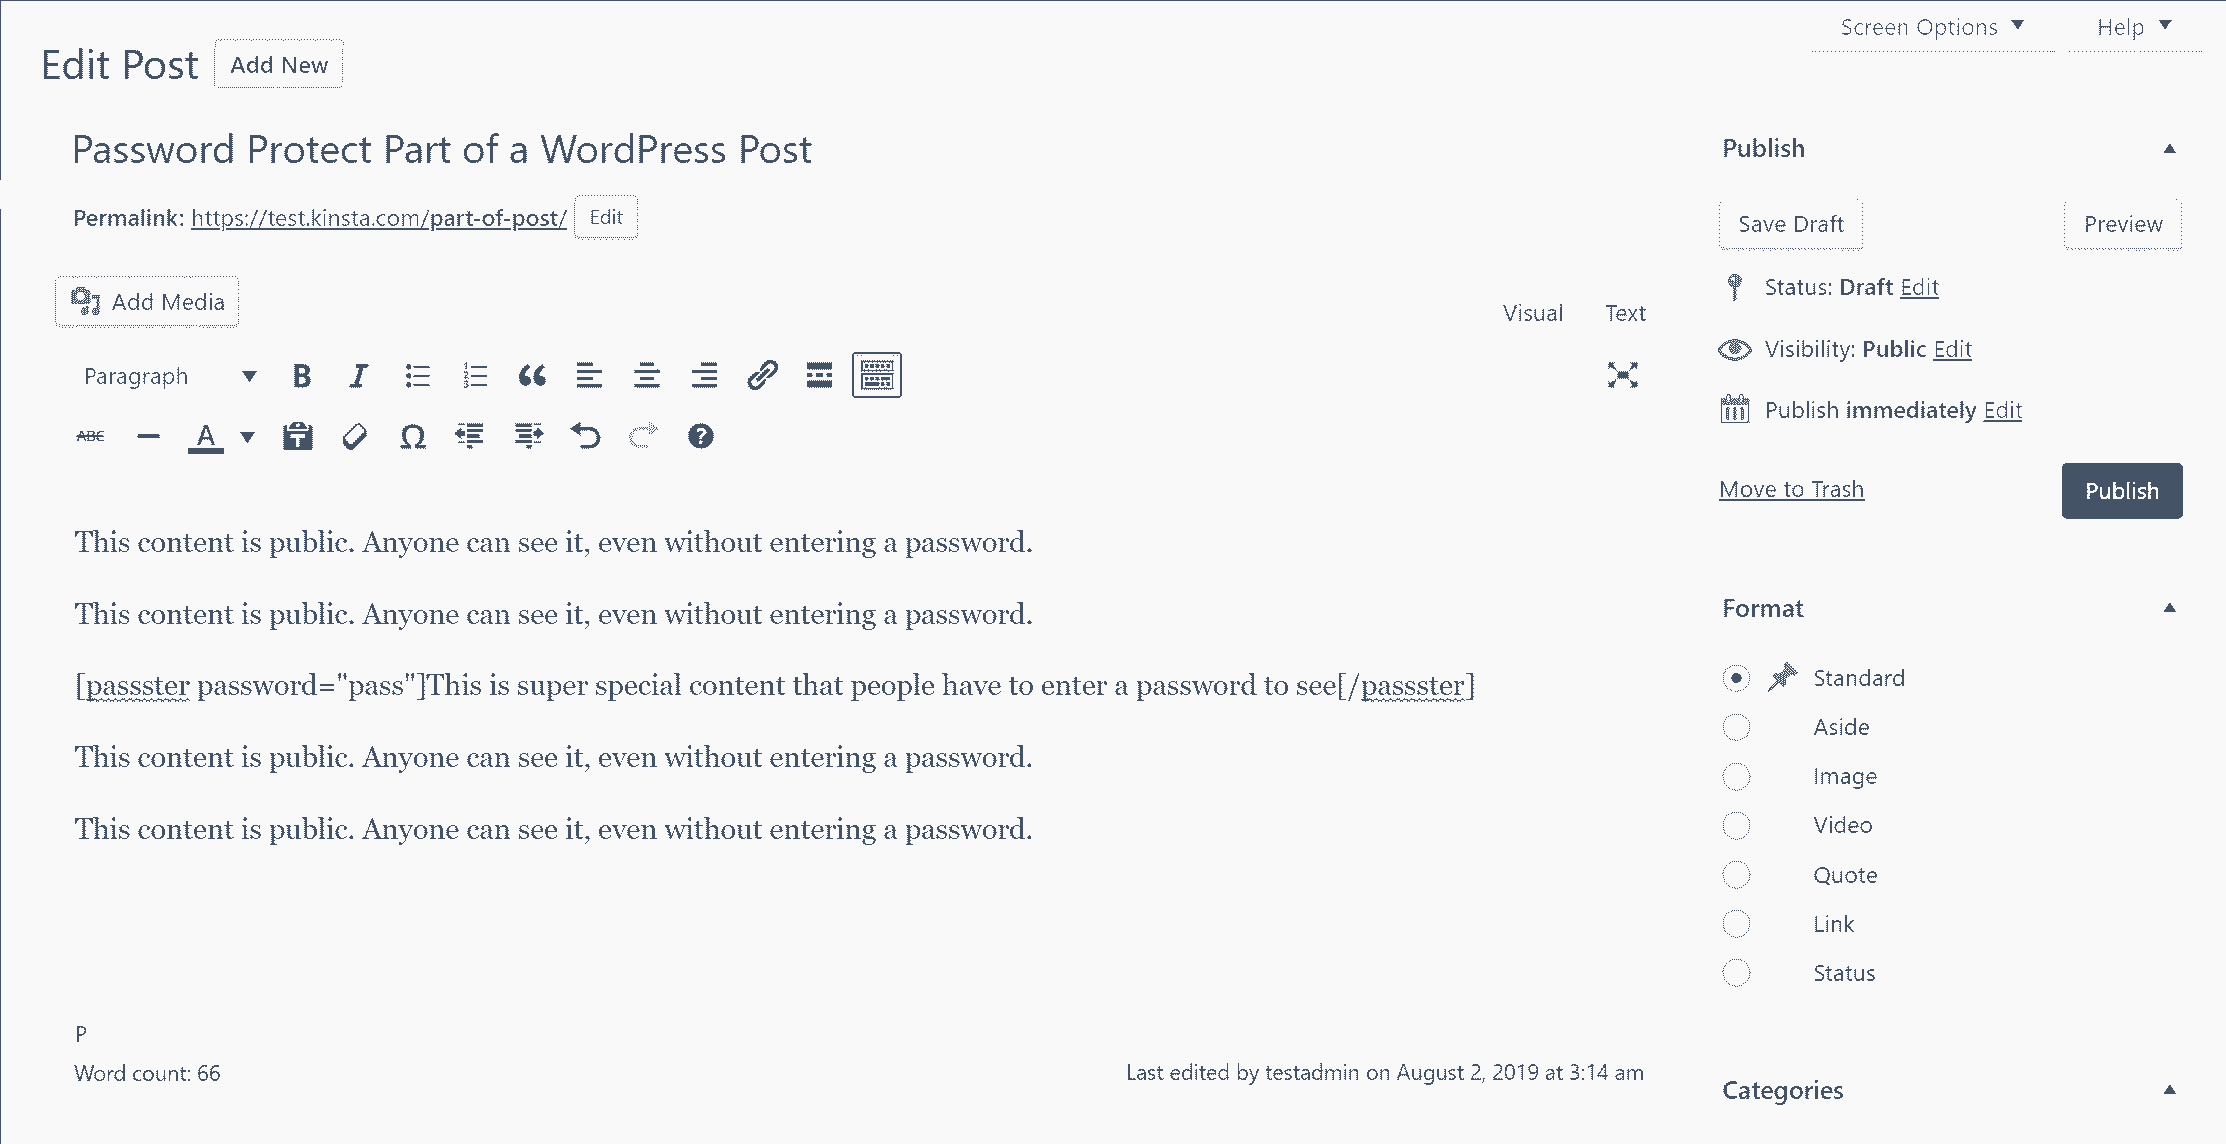 Screen Options Help
Edit Post Add New
Password Protect Part of a WordPress Post
Permalink: https://test.kinsta.com/part-of-post/ Edit
Add Media
Visual Text
Paragraph B I
ABC A
This content is public. Anyone can see it, even without entering a password.
This content is public. Anyone can see it, even without entering a password.
[passster password="pass"]This is super special content that people have to enter a password to see[/passster]
This content is public. Anyone can see it, even without entering a password.
This content is public. Anyone can see it, even without entering a password.
P
Word count: 66
Last edited by testadmin on August 2, 2019 at 3:14 am
Publish
Save Draft Preview
Status: Draft Edit
Visibility: Public Edit
Publish immediately Edit
Move to Trash Publish
Format
Standard
Aside
Image
Video
Quote
Link
Status
Categories